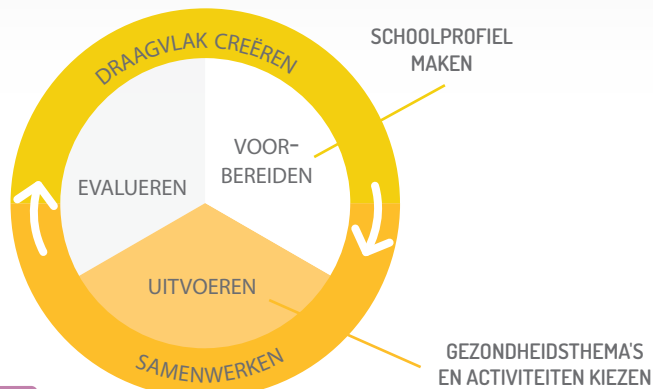 DRAAGVLAK CREËREN
SCHOOLPROFIEL
MAKEN
VOOR-
BEREIDEN
EVALUEREN
UITVOEREN
SAMENWERKEN
GEZONDHEIDSTHEMA'S
EN ACTIVITEITEN KIEZEN